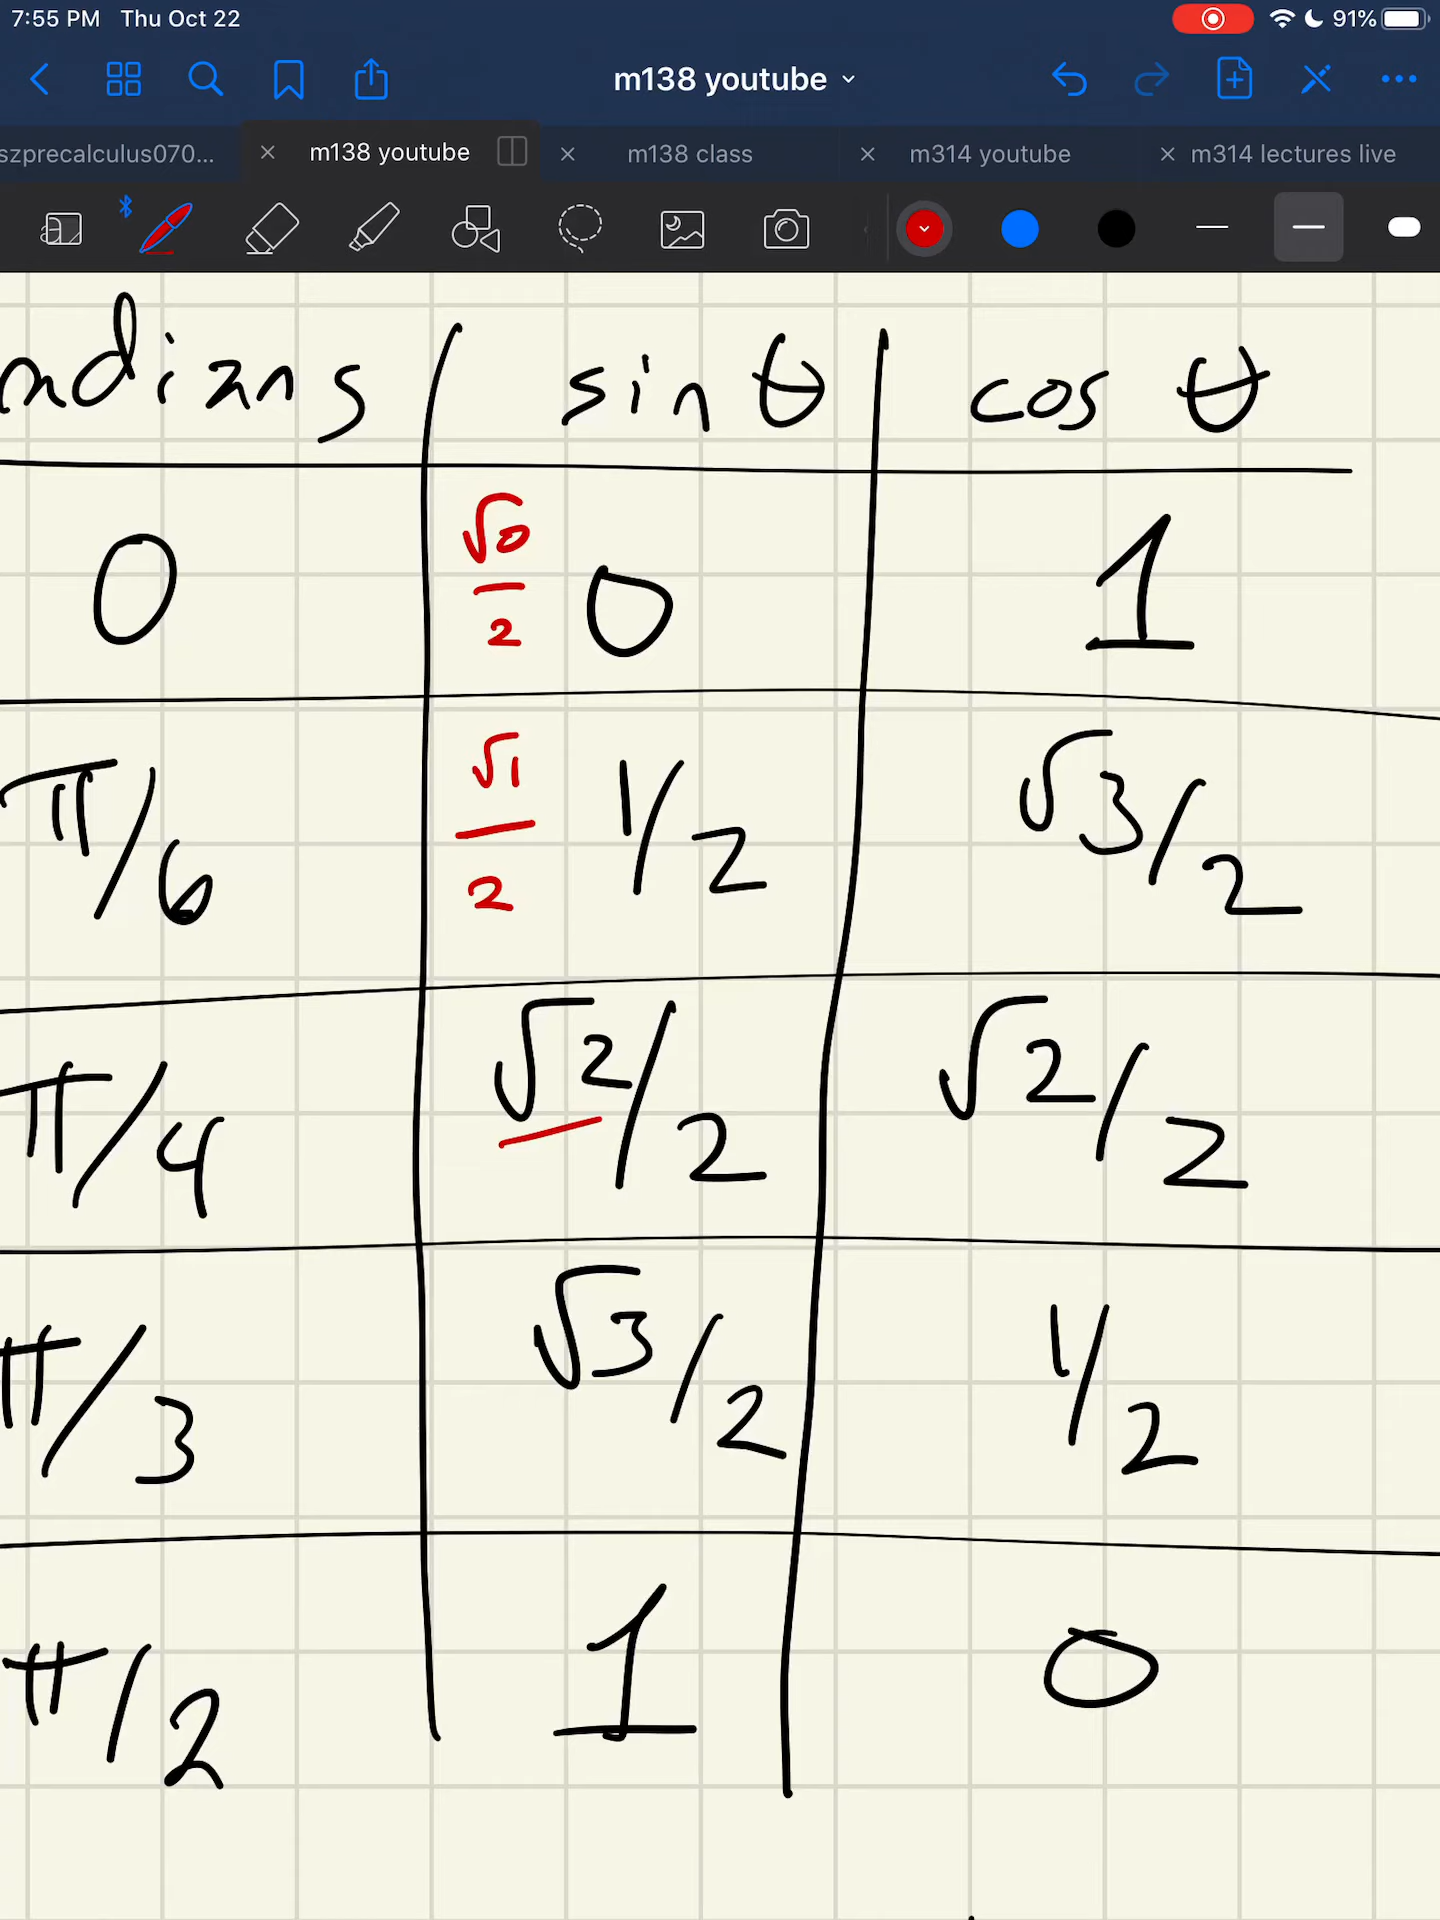 7:55 PM Thu Oct 22 91%
m138 youtube
szprecalculus070... m138 youtube m138 class m314 youtube m314 lectures live
adians sin θ cos θ
0 √0/2 0 1
π/6 √1/2 1/2 √3/2
π/4 √2/2 √2/2
π/3 √3/2 1/2
π/2 1 0